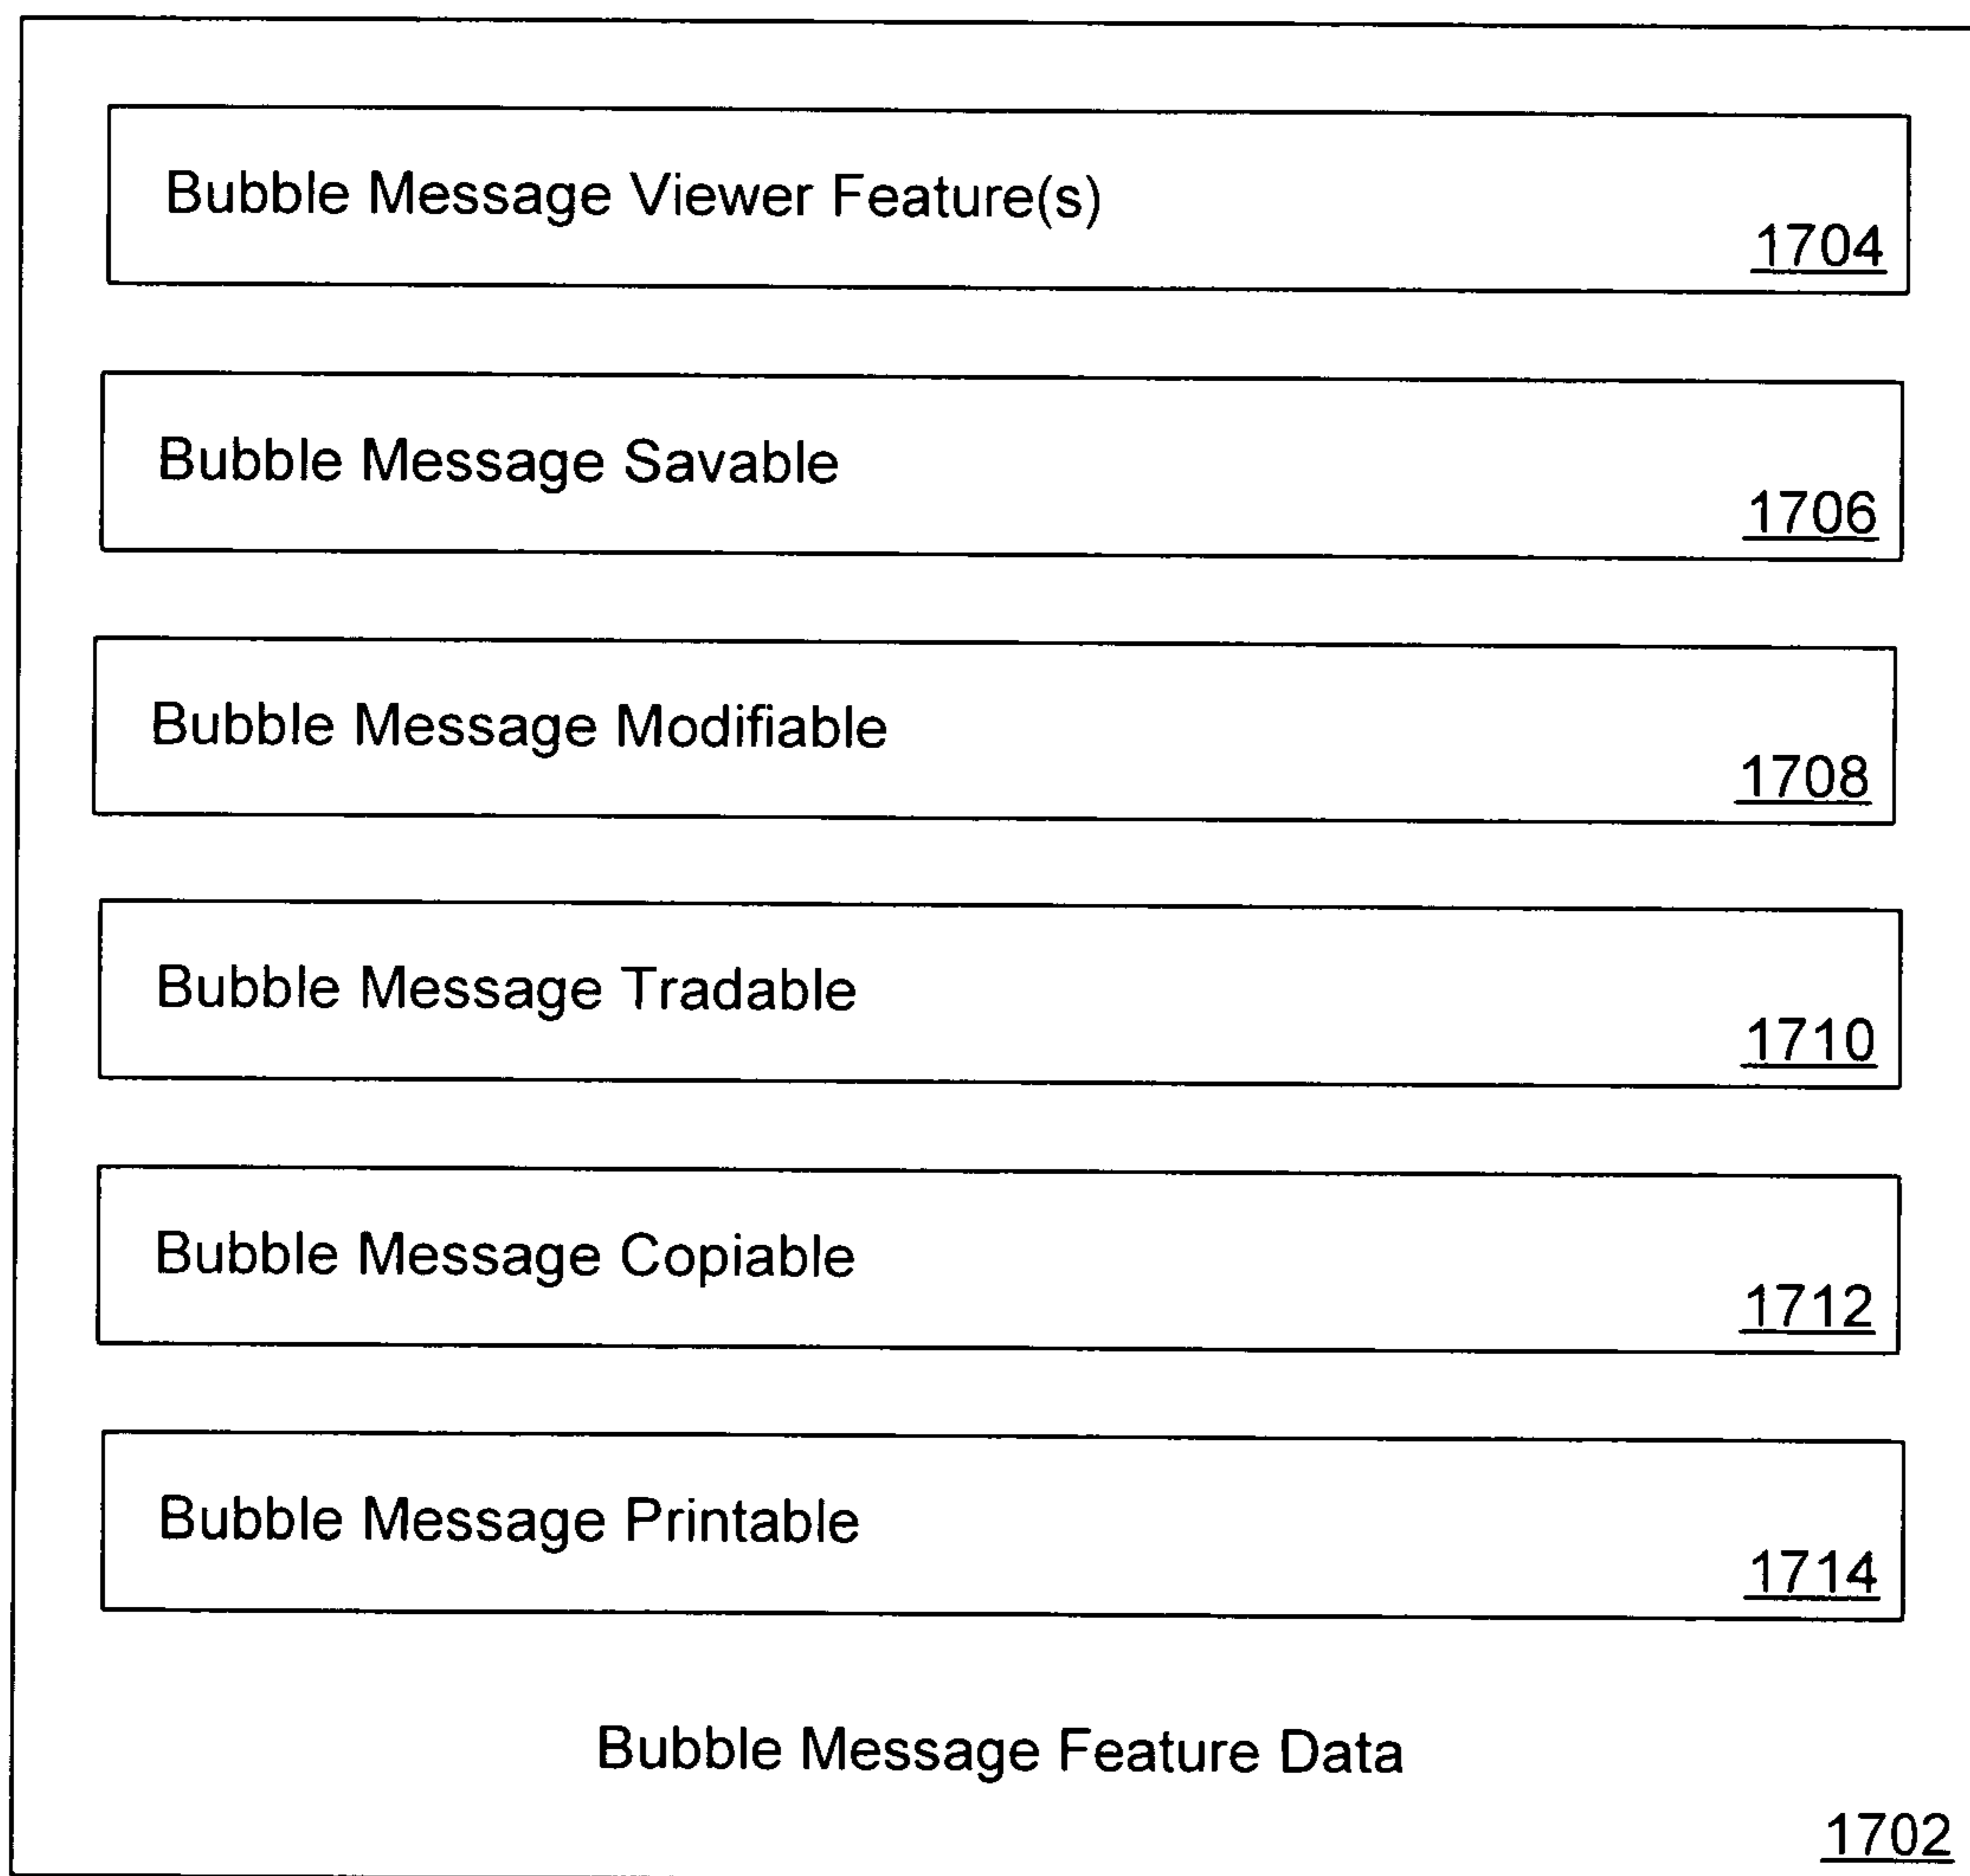 Bubble Message Viewer Feature(s)
1704
Bubble Message Savable
1706
Bubble Message Modifiable
1708
Bubble Message Tradable
1710
Bubble Message Copiable
1712
Bubble Message Printable
1714
Bubble Message Feature Data
1702